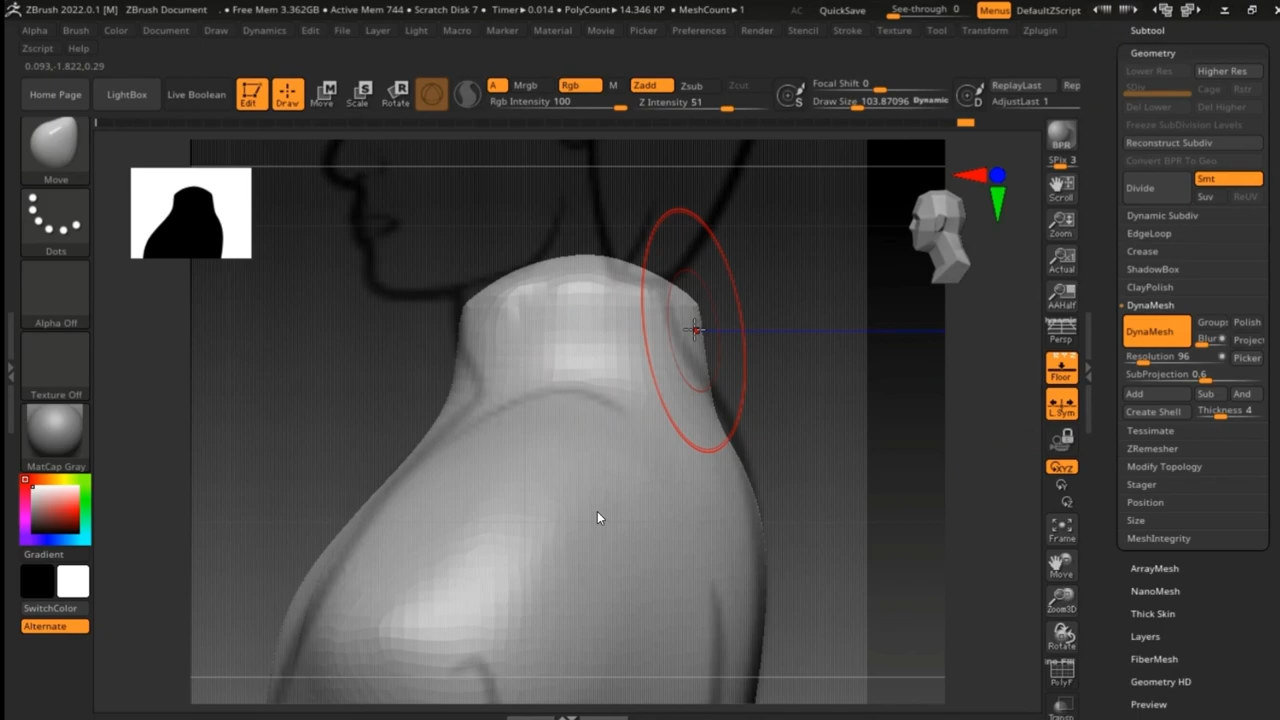 ZBrush 2022.0.1 [M] ZBrush Document • Free Mem 3.362GB • Active Mem 744 • Scratch Disk 7 • Timer▸0.014 • PolyCount▸14.346 KP • MeshCount▸1 AC QuickSave See-through 0 Menus DefaultZScript
Alpha Brush Color Document Draw Dynamics Edit File Layer Light Macro Marker Material Movie Picker Preferences Render Stencil Stroke Texture Tool Transform Zplugin
Zscript Help
0.093,-1.822,0.29
Home Page LightBox Live Boolean Edit Draw Move Scale Rotate
A Mrgb Rgb M Zadd Zsub Zcut
Rgb Intensity 100 Z Intensity 51
S Focal Shift 0
Draw Size 103.87096 Dynamic
D ReplayLast Rep
AdjustLast 1
Move
Dots
Alpha Off
Texture Off
MatCap Gray
Gradient
SwitchColor
Alternate
BPR
SPix 3
Scroll
Zoom
Actual
AAHalf
Dynamic
Persp
Floor
L.Sym
XYZ
Frame
Move
Zoom3D
Rotate
Line Fill
PolyF
Transp
Subtool
Geometry
Lower Res Higher Res
SDiv Cage Rstr
Del Lower Del Higher
Freeze SubDivision Levels
Reconstruct Subdiv
Convert BPR To Geo
Divide Smt
Suv ReUV
Dynamic Subdiv
EdgeLoop
Crease
ShadowBox
ClayPolish
DynaMesh
DynaMesh Groups Polish
Blur Project
Resolution 96 Picker
SubProjection 0.6
Add Sub And
Create Shell Thickness 4
Tessimate
ZRemesher
Modify Topology
Stager
Position
Size
MeshIntegrity
ArrayMesh
NanoMesh
Thick Skin
Layers
FiberMesh
Geometry HD
Preview